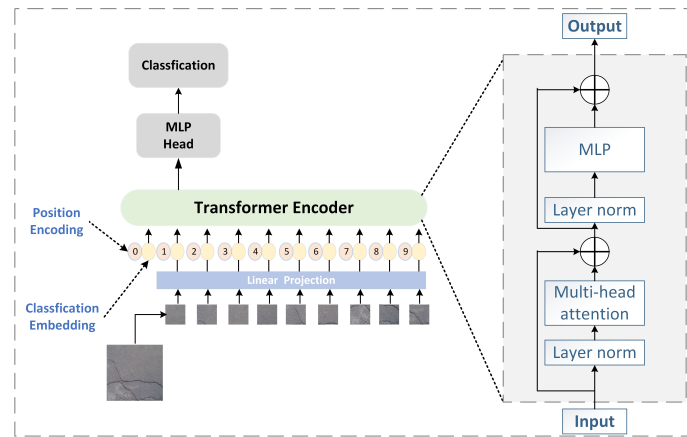 Output
Classfication
MLP
Head
MLP
Transformer Encoder
Layer norm
Position
Encoding
0 1 2 3 4 5 6 7 8 9
Linear Projection
Classfication
Embedding
Multi-head
attention
Layer norm
Input